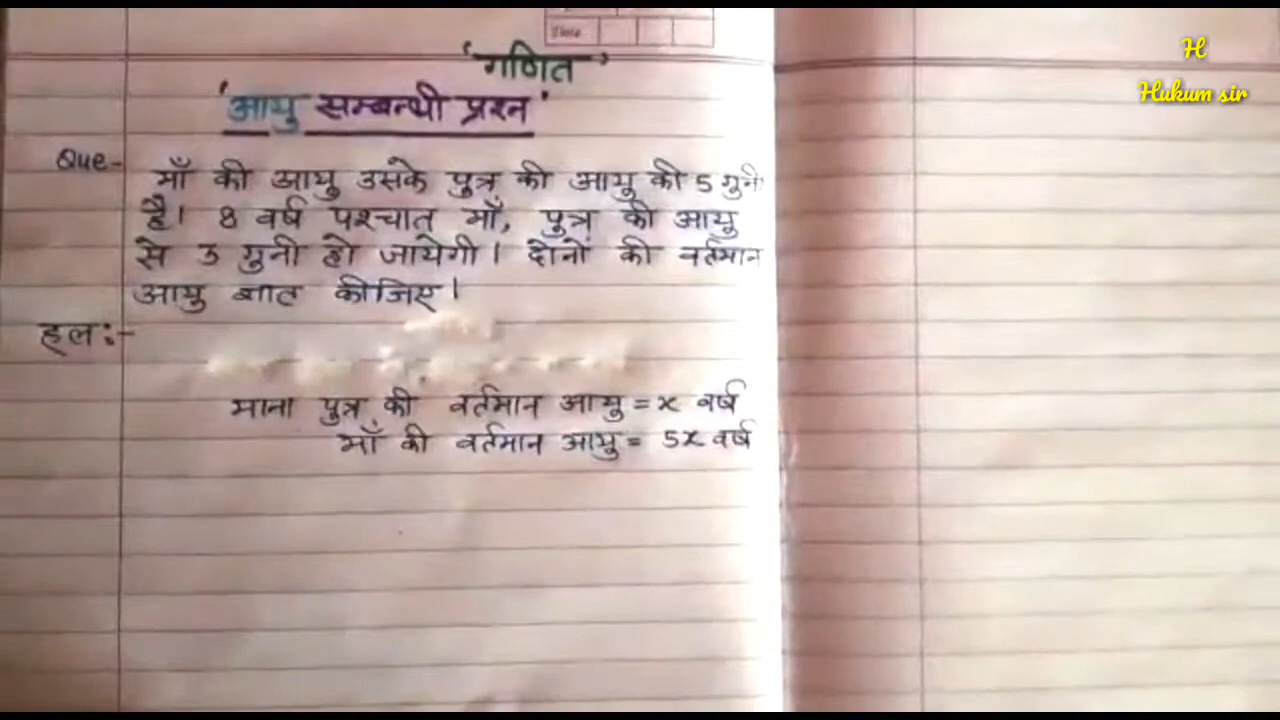 Date
H
Hukum sir
'गणित'
'आयु सम्बन्धी प्रश्न'
Que- माँ की आयु उसके पुत्र की आयु की 5 गुनी
है। 8 वर्ष पश्चात माँ, पुत्र की आयु
से 3 गुनी हो जायेगी। दोनों की वर्तमान
आयु ज्ञात कीजिए।
हल:-
माना पुत्र की वर्तमान आयु = x वर्ष
माँ की वर्तमान आयु = 5x वर्ष